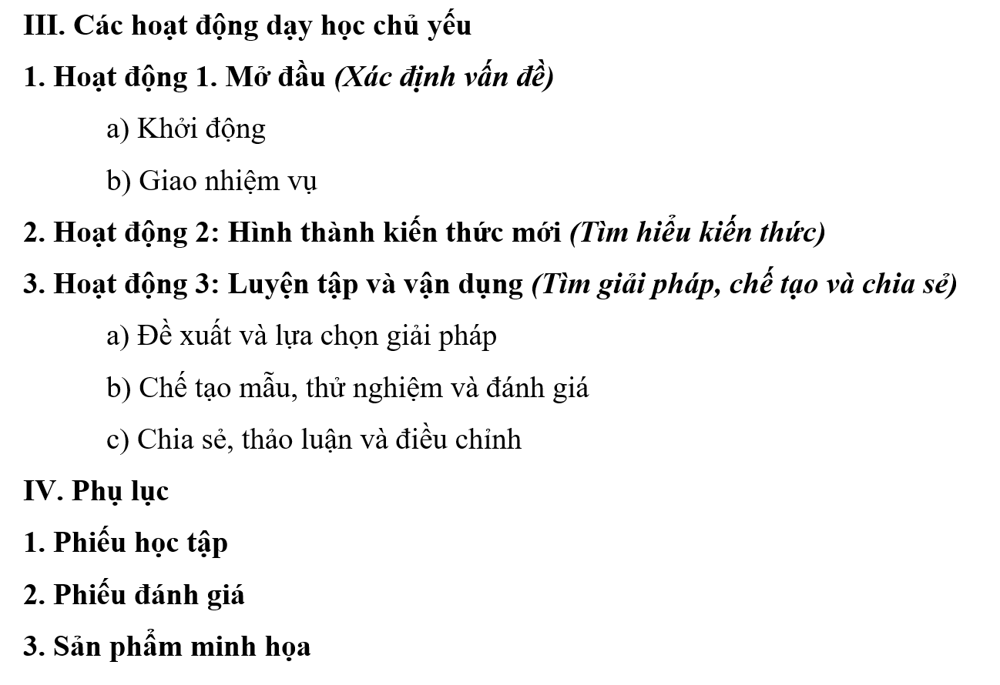 III. Các hoạt động dạy học chủ yếu
1. Hoạt động 1. Mở đầu (Xác định vấn đề)
a) Khởi động
b) Giao nhiệm vụ
2. Hoạt động 2: Hình thành kiến thức mới (Tìm hiểu kiến thức)
3. Hoạt động 3: Luyện tập và vận dụng (Tìm giải pháp, chế tạo và chia sẻ)
a) Đề xuất và lựa chọn giải pháp
b) Chế tạo mẫu, thử nghiệm và đánh giá
c) Chia sẻ, thảo luận và điều chỉnh
IV. Phụ lục
1. Phiếu học tập
2. Phiếu đánh giá
3. Sản phẩm minh họa